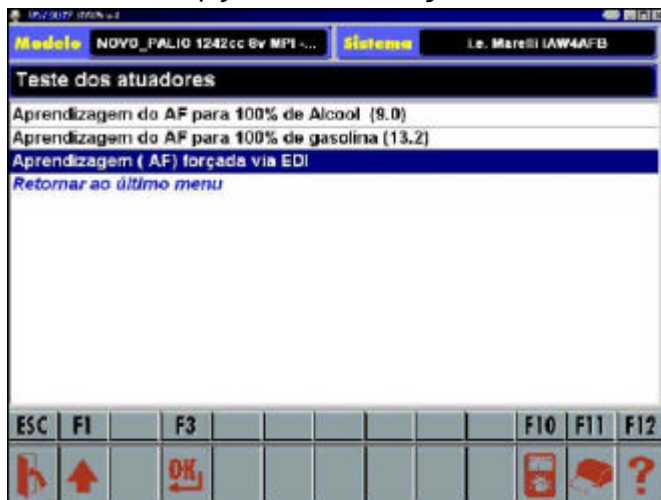 Modelo NOVO_PALIO 1242cc 8v MPI -... Sistema I.e. Marelli IAW4AFB
Teste dos atuadores
Aprendizagem do AF para 100% de Alcool (9.0)
Aprendizagem do AF para 100% de gasolina (13.2)
Aprendizagem ( AF) forçada via EDI
Retornar ao último menu
ESC F1 F3 F10 F11 F12
OK ?